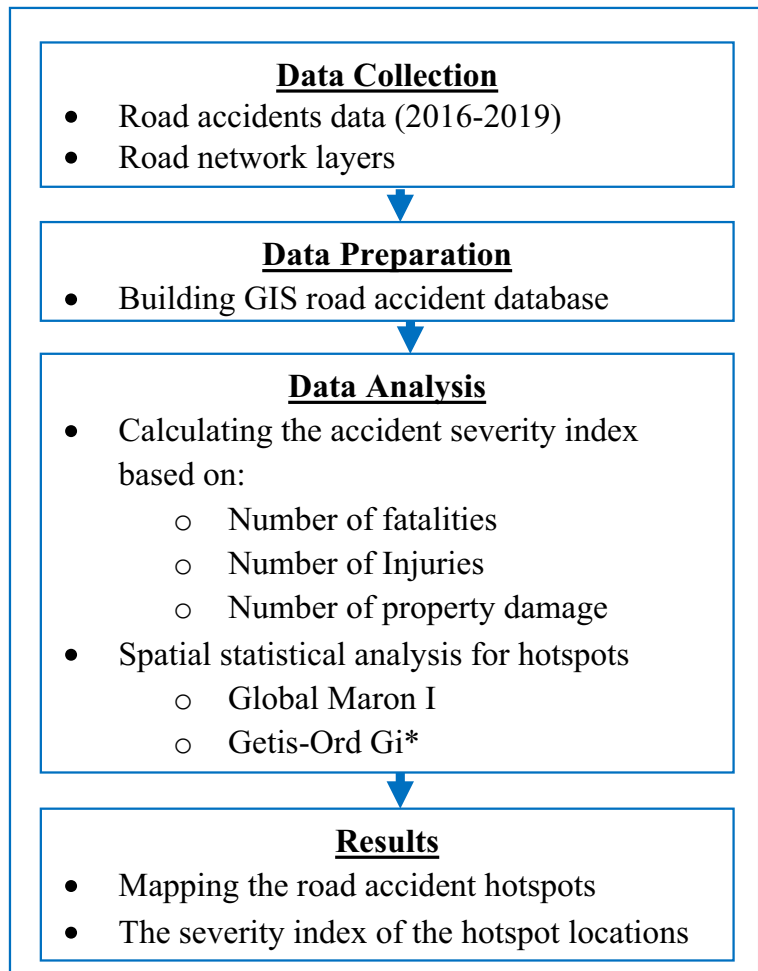 Data Collection
• Road accidents data (2016-2019)
• Road network layers
Data Preparation
• Building GIS road accident database
Data Analysis
• Calculating the accident severity index
based on:
o Number of fatalities
o Number of Injuries
o Number of property damage
• Spatial statistical analysis for hotspots
o Global Maron I
o Getis-Ord Gi*
Results
• Mapping the road accident hotspots
• The severity index of the hotspot locations